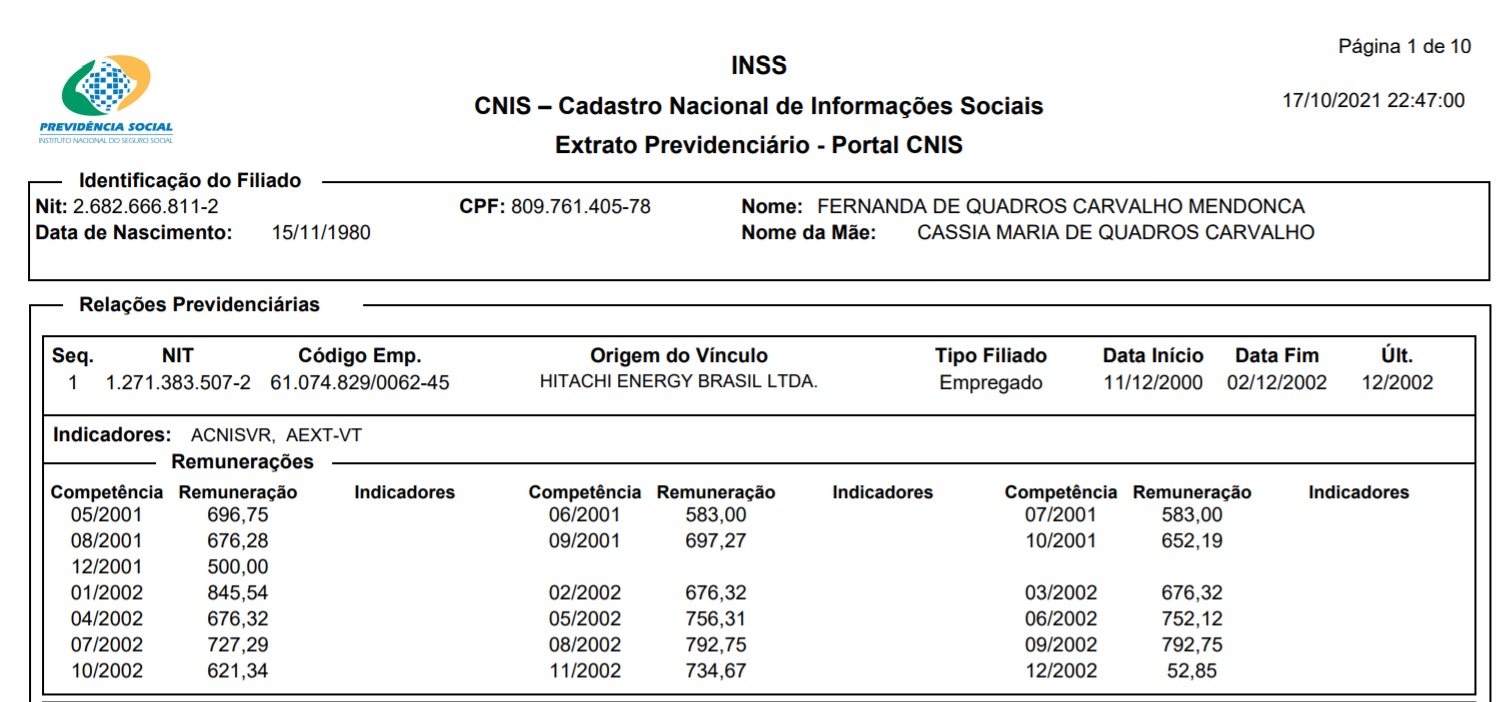 Página 1 de 10
INSS
17/10/2021 22:47:00
CNIS – Cadastro Nacional de Informações Sociais
PREVIDÊNCIA SOCIAL
INSTITUTO NACIONAL DO SEGURO SOCIAL
Extrato Previdenciário - Portal CNIS
Identificação do Filiado
Nit: 2.682.666.811-2 CPF: 809.761.405-78 Nome: FERNANDA DE QUADROS CARVALHO MENDONCA
Data de Nascimento: 15/11/1980 Nome da Mãe: CASSIA MARIA DE QUADROS CARVALHO
Relações Previdenciárias
Seq. NIT Código Emp. Origem do Vínculo Tipo Filiado Data Início Data Fim Últ.
1 1.271.383.507-2 61.074.829/0062-45 HITACHI ENERGY BRASIL LTDA. Empregado 11/12/2000 02/12/2002 12/2002
Indicadores: ACNISVR, AEXT-VT
Remunerações
Competência Remuneração Indicadores Competência Remuneração Indicadores Competência Remuneração Indicadores
05/2001 696,75 06/2001 583,00 07/2001 583,00
08/2001 676,28 09/2001 697,27 10/2001 652,19
12/2001 500,00
01/2002 845,54 02/2002 676,32 03/2002 676,32
04/2002 676,32 05/2002 756,31 06/2002 752,12
07/2002 727,29 08/2002 792,75 09/2002 792,75
10/2002 621,34 11/2002 734,67 12/2002 52,85